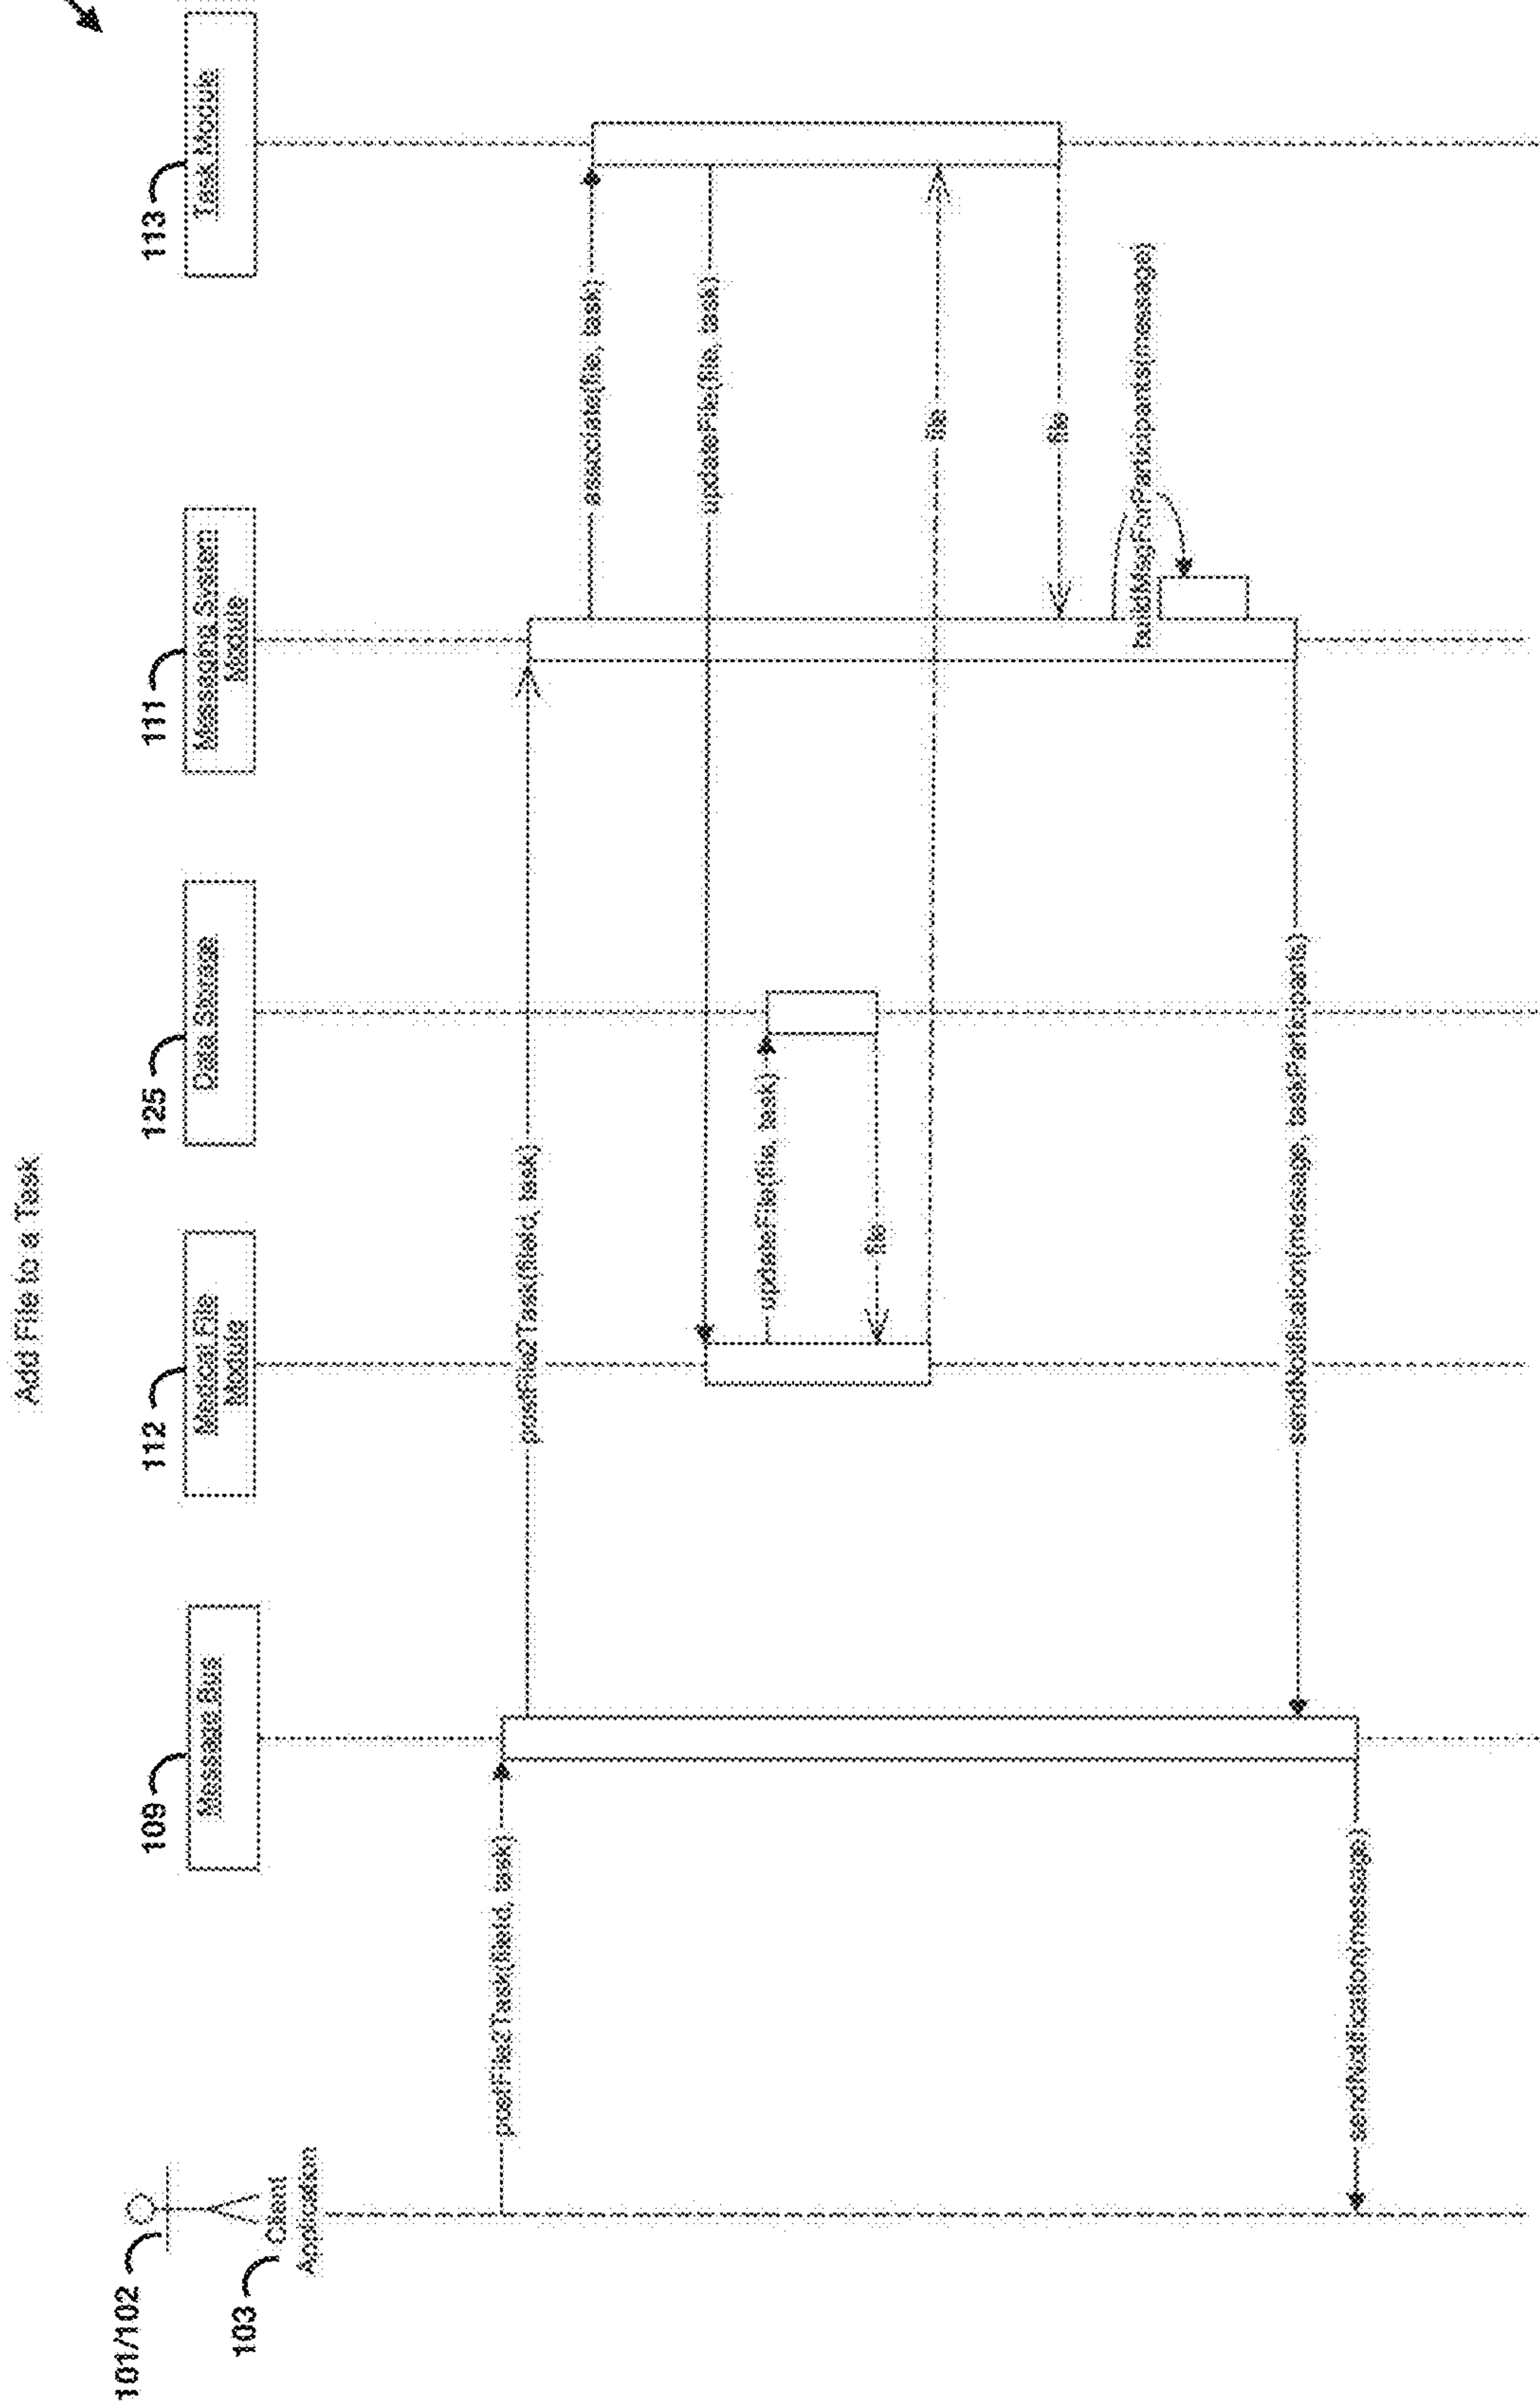 Add File to a Task
101/102
103
Client
Application
109
Message Bus
112
Medical File
Module
125
Data Storage
111
Messaging System
Module
113
Task Module
postFile2Task(fileId, task)
postFile2Task(fileId, task)
associate(file, task)
updateFile(file, task)
updateFile(file, task)
file
file
file
buildMsgForParticipants(message)
sendNotification(message, taskParticipants)
sendNotification(message)